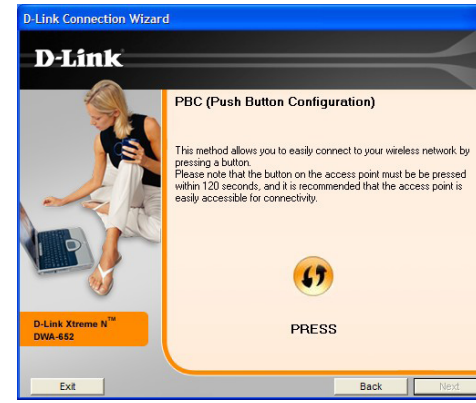 D-Link Connection Wizard
D-Link
PBC (Push Button Configuration)
This method allows you to easily connect to your wireless network by
pressing a button.
Please note that the button on the access point must be be pressed
within 120 seconds, and it is recommended that the access point is
easily accessible for connectivity.
PRESS
D-Link Xtreme N™
DWA-652
Exit
Back
Next